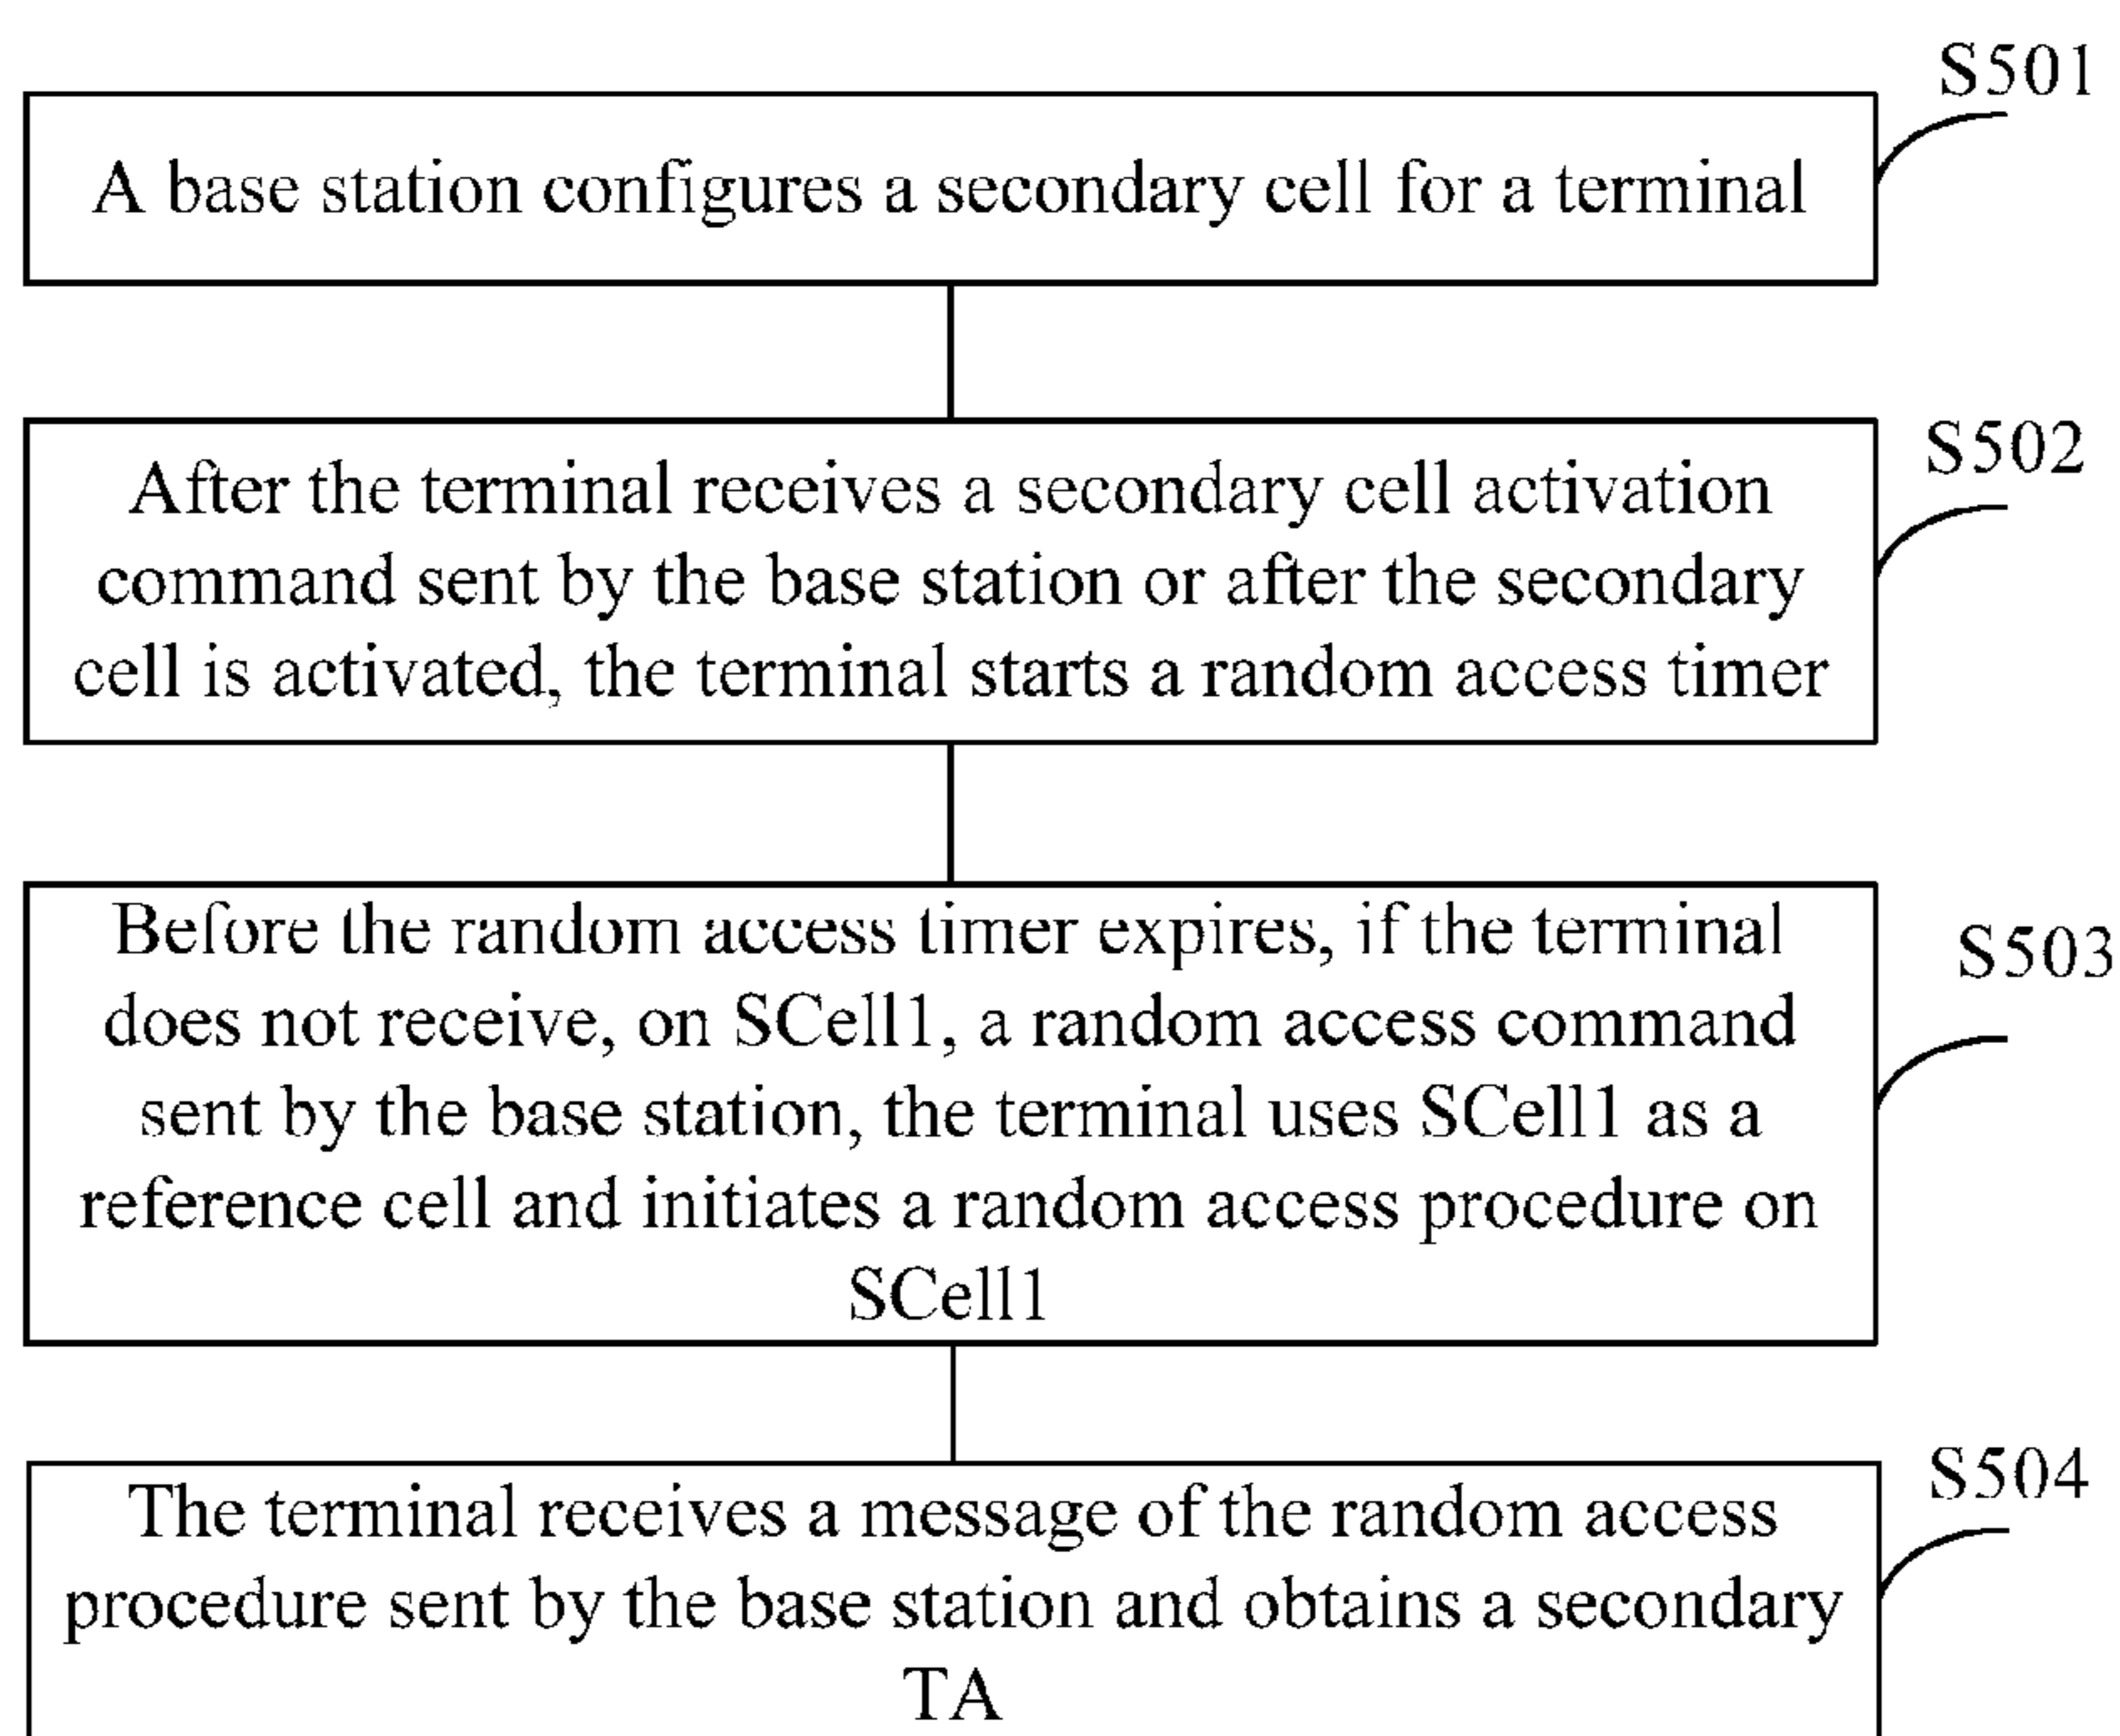 S501
A base station configures a secondary cell for a terminal
S502
After the terminal receives a secondary cell activation
command sent by the base station or after the secondary
cell is activated, the terminal starts a random access timer
Before the random access timer expires, if the terminal
S503
does not receive, on SCell1, a random access command
sent by the base station, the terminal uses SCell1 as a
reference cell and initiates a random access procedure on
SCell1
S504
The terminal receives a message of the random access
procedure sent by the base station and obtains a secondary
TA